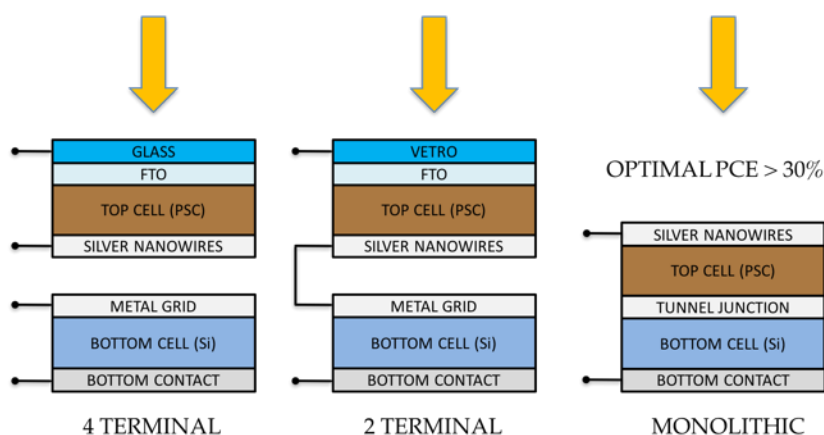 GLASS
FTO
TOP CELL (PSC)
SILVER NANOWIRES
METAL GRID
BOTTOM CELL (Si)
BOTTOM CONTACT
4 TERMINAL
VETRO
FTO
TOP CELL (PSC)
SILVER NANOWIRES
METAL GRID
BOTTOM CELL (Si)
BOTTOM CONTACT
2 TERMINAL
OPTIMAL PCE > 30%
SILVER NANOWIRES
TOP CELL (PSC)
TUNNEL JUNCTION
BOTTOM CELL (Si)
BOTTOM CONTACT
MONOLITHIC